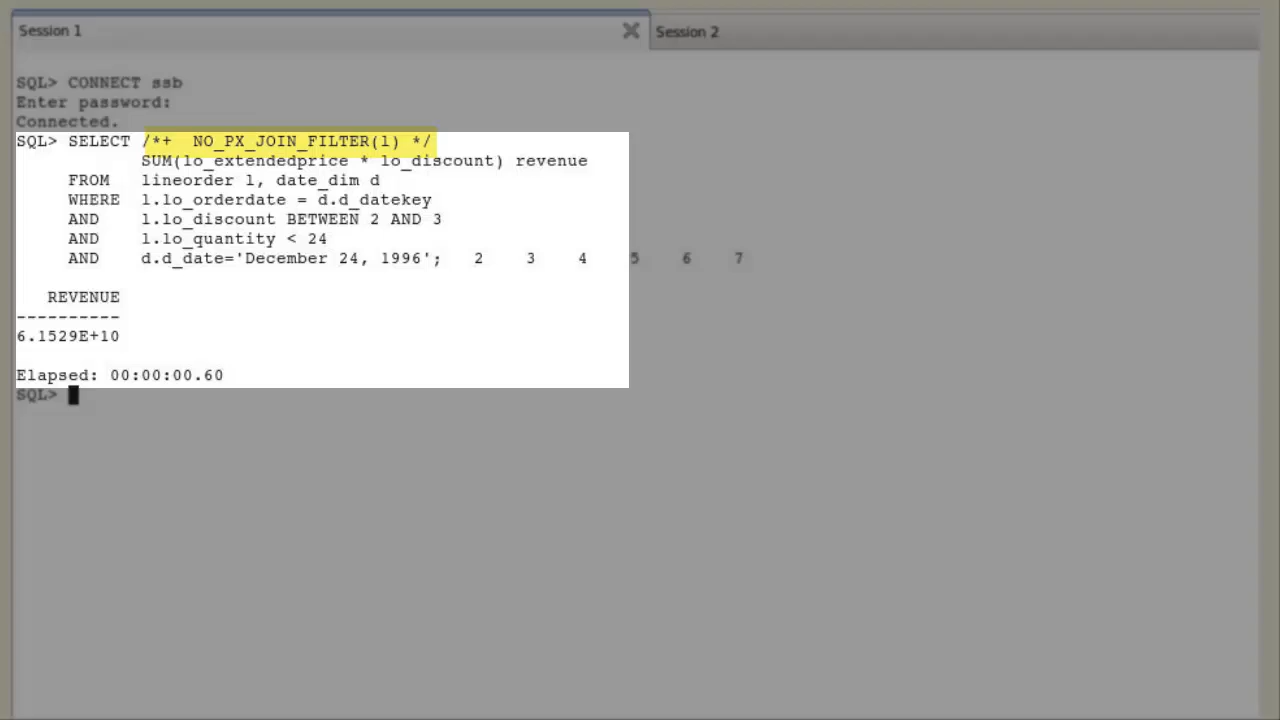 Session 1
Session 2
SQL> CONNECT ssb
Enter password:
Connected.
SQL> SELECT /*+  NO_PX_JOIN_FILTER(l) */
SUM(lo_extendedprice * lo_discount) revenue
FROM   lineorder l, date_dim d
WHERE  l.lo_orderdate = d.d_datekey
AND    l.lo_discount BETWEEN 2 AND 3
AND    l.lo_quantity < 24
AND    d.d_date='December 24, 1996';   2    3    4    5    6    7
REVENUE
----------
6.1529E+10
Elapsed: 00:00:00.60
SQL>